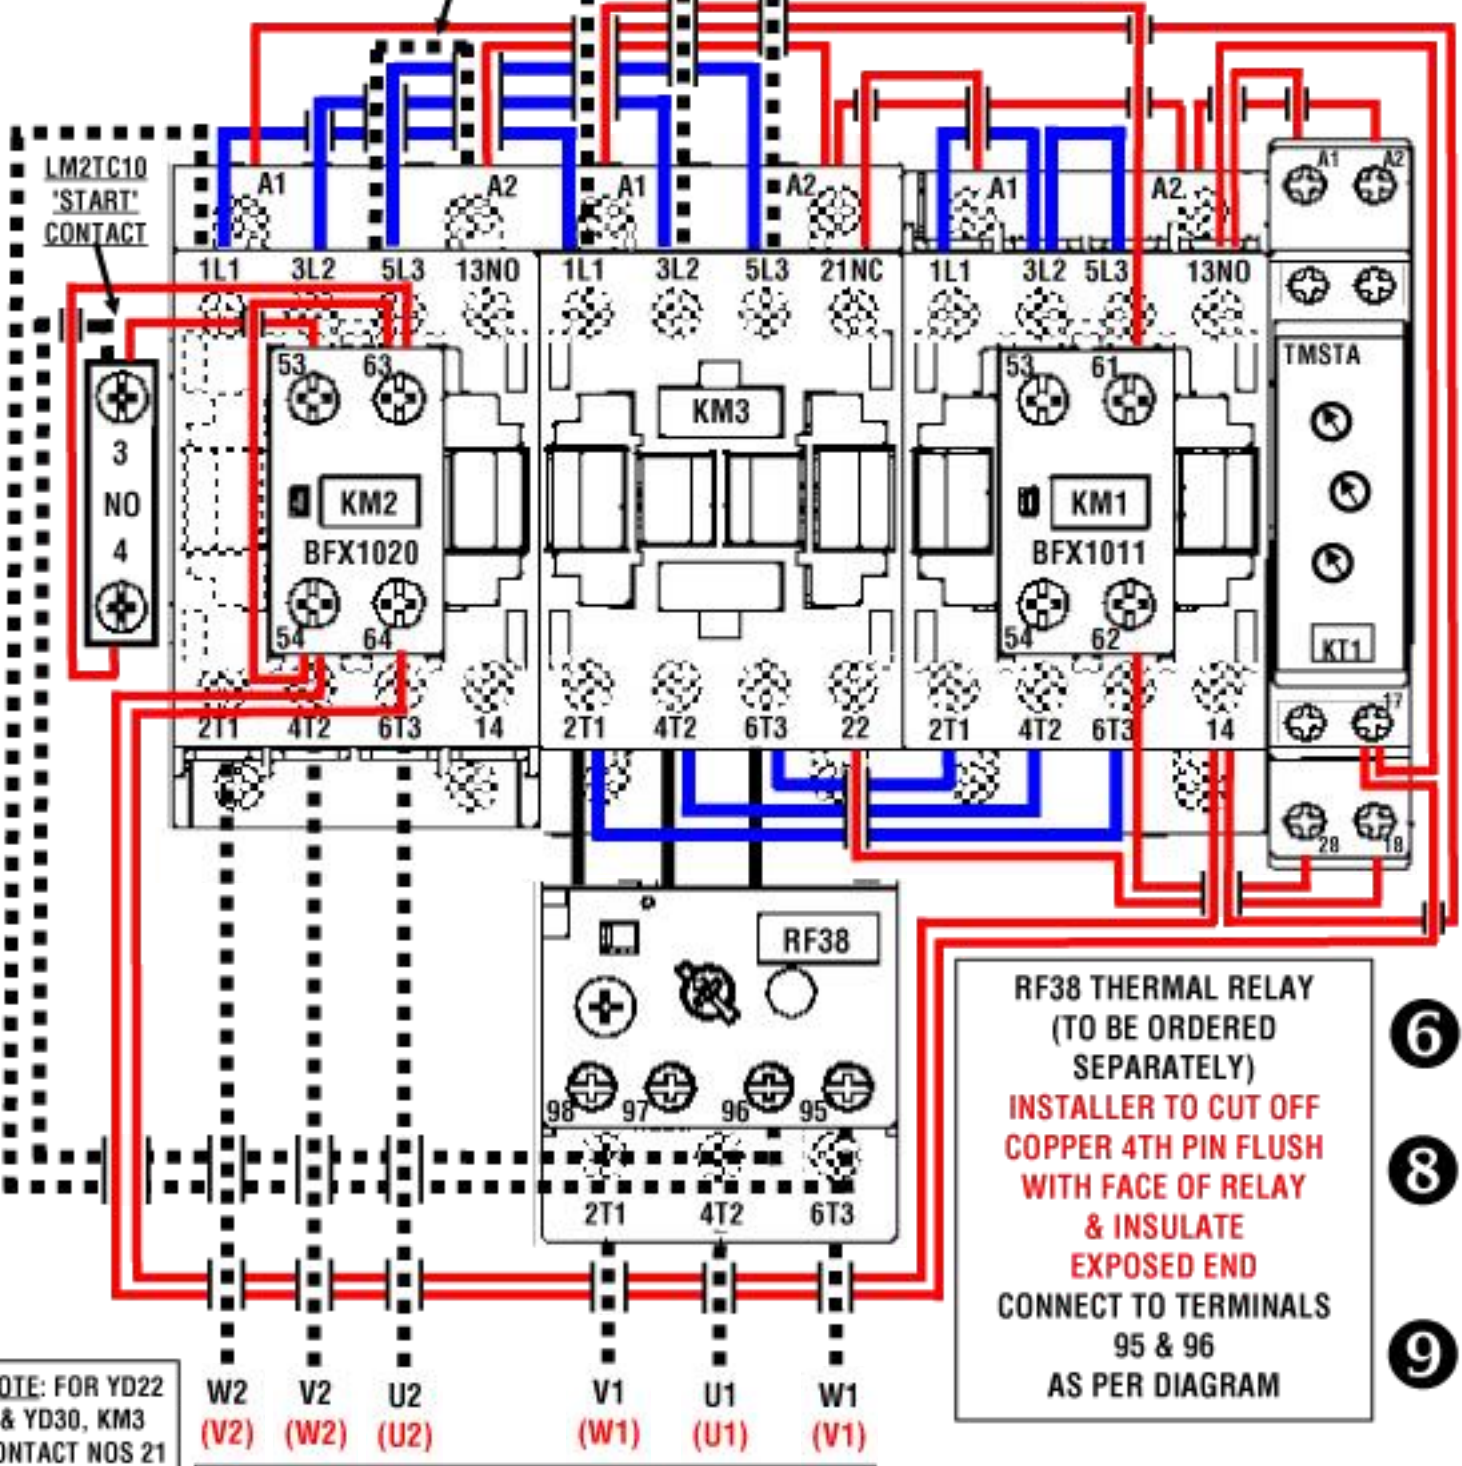 LM2TC10
'START'
CONTACT
A1 A2 A1 A2 A1 A2 A1 A2
1L1 3L2 5L3 13NO 1L1 3L2 5L3 21NC 1L1 3L2 5L3 13NO
53 63 53 61 TMSTA
3
NO
4
KM2
BFX1020
KM3
KM1
BFX1011
54 64 54 62 KT1
2T1 4T2 6T3 14 2T1 4T2 6T3 22 2T1 4T2 6T3 14 17
28 18
RF38
98 97 96 95
2T1 4T2 6T3
RF38 THERMAL RELAY
(TO BE ORDERED
SEPARATELY)
INSTALLER TO CUT OFF
COPPER 4TH PIN FLUSH
WITH FACE OF RELAY
& INSULATE
EXPOSED END
CONNECT TO TERMINALS
95 & 96
AS PER DIAGRAM
6
8
9
OTE: FOR YD22
& YD30, KM3
ONTACT NOS 21
W2 V2 U2 V1 U1 W1
(V2) (W2) (U2) (W1) (U1) (V1)